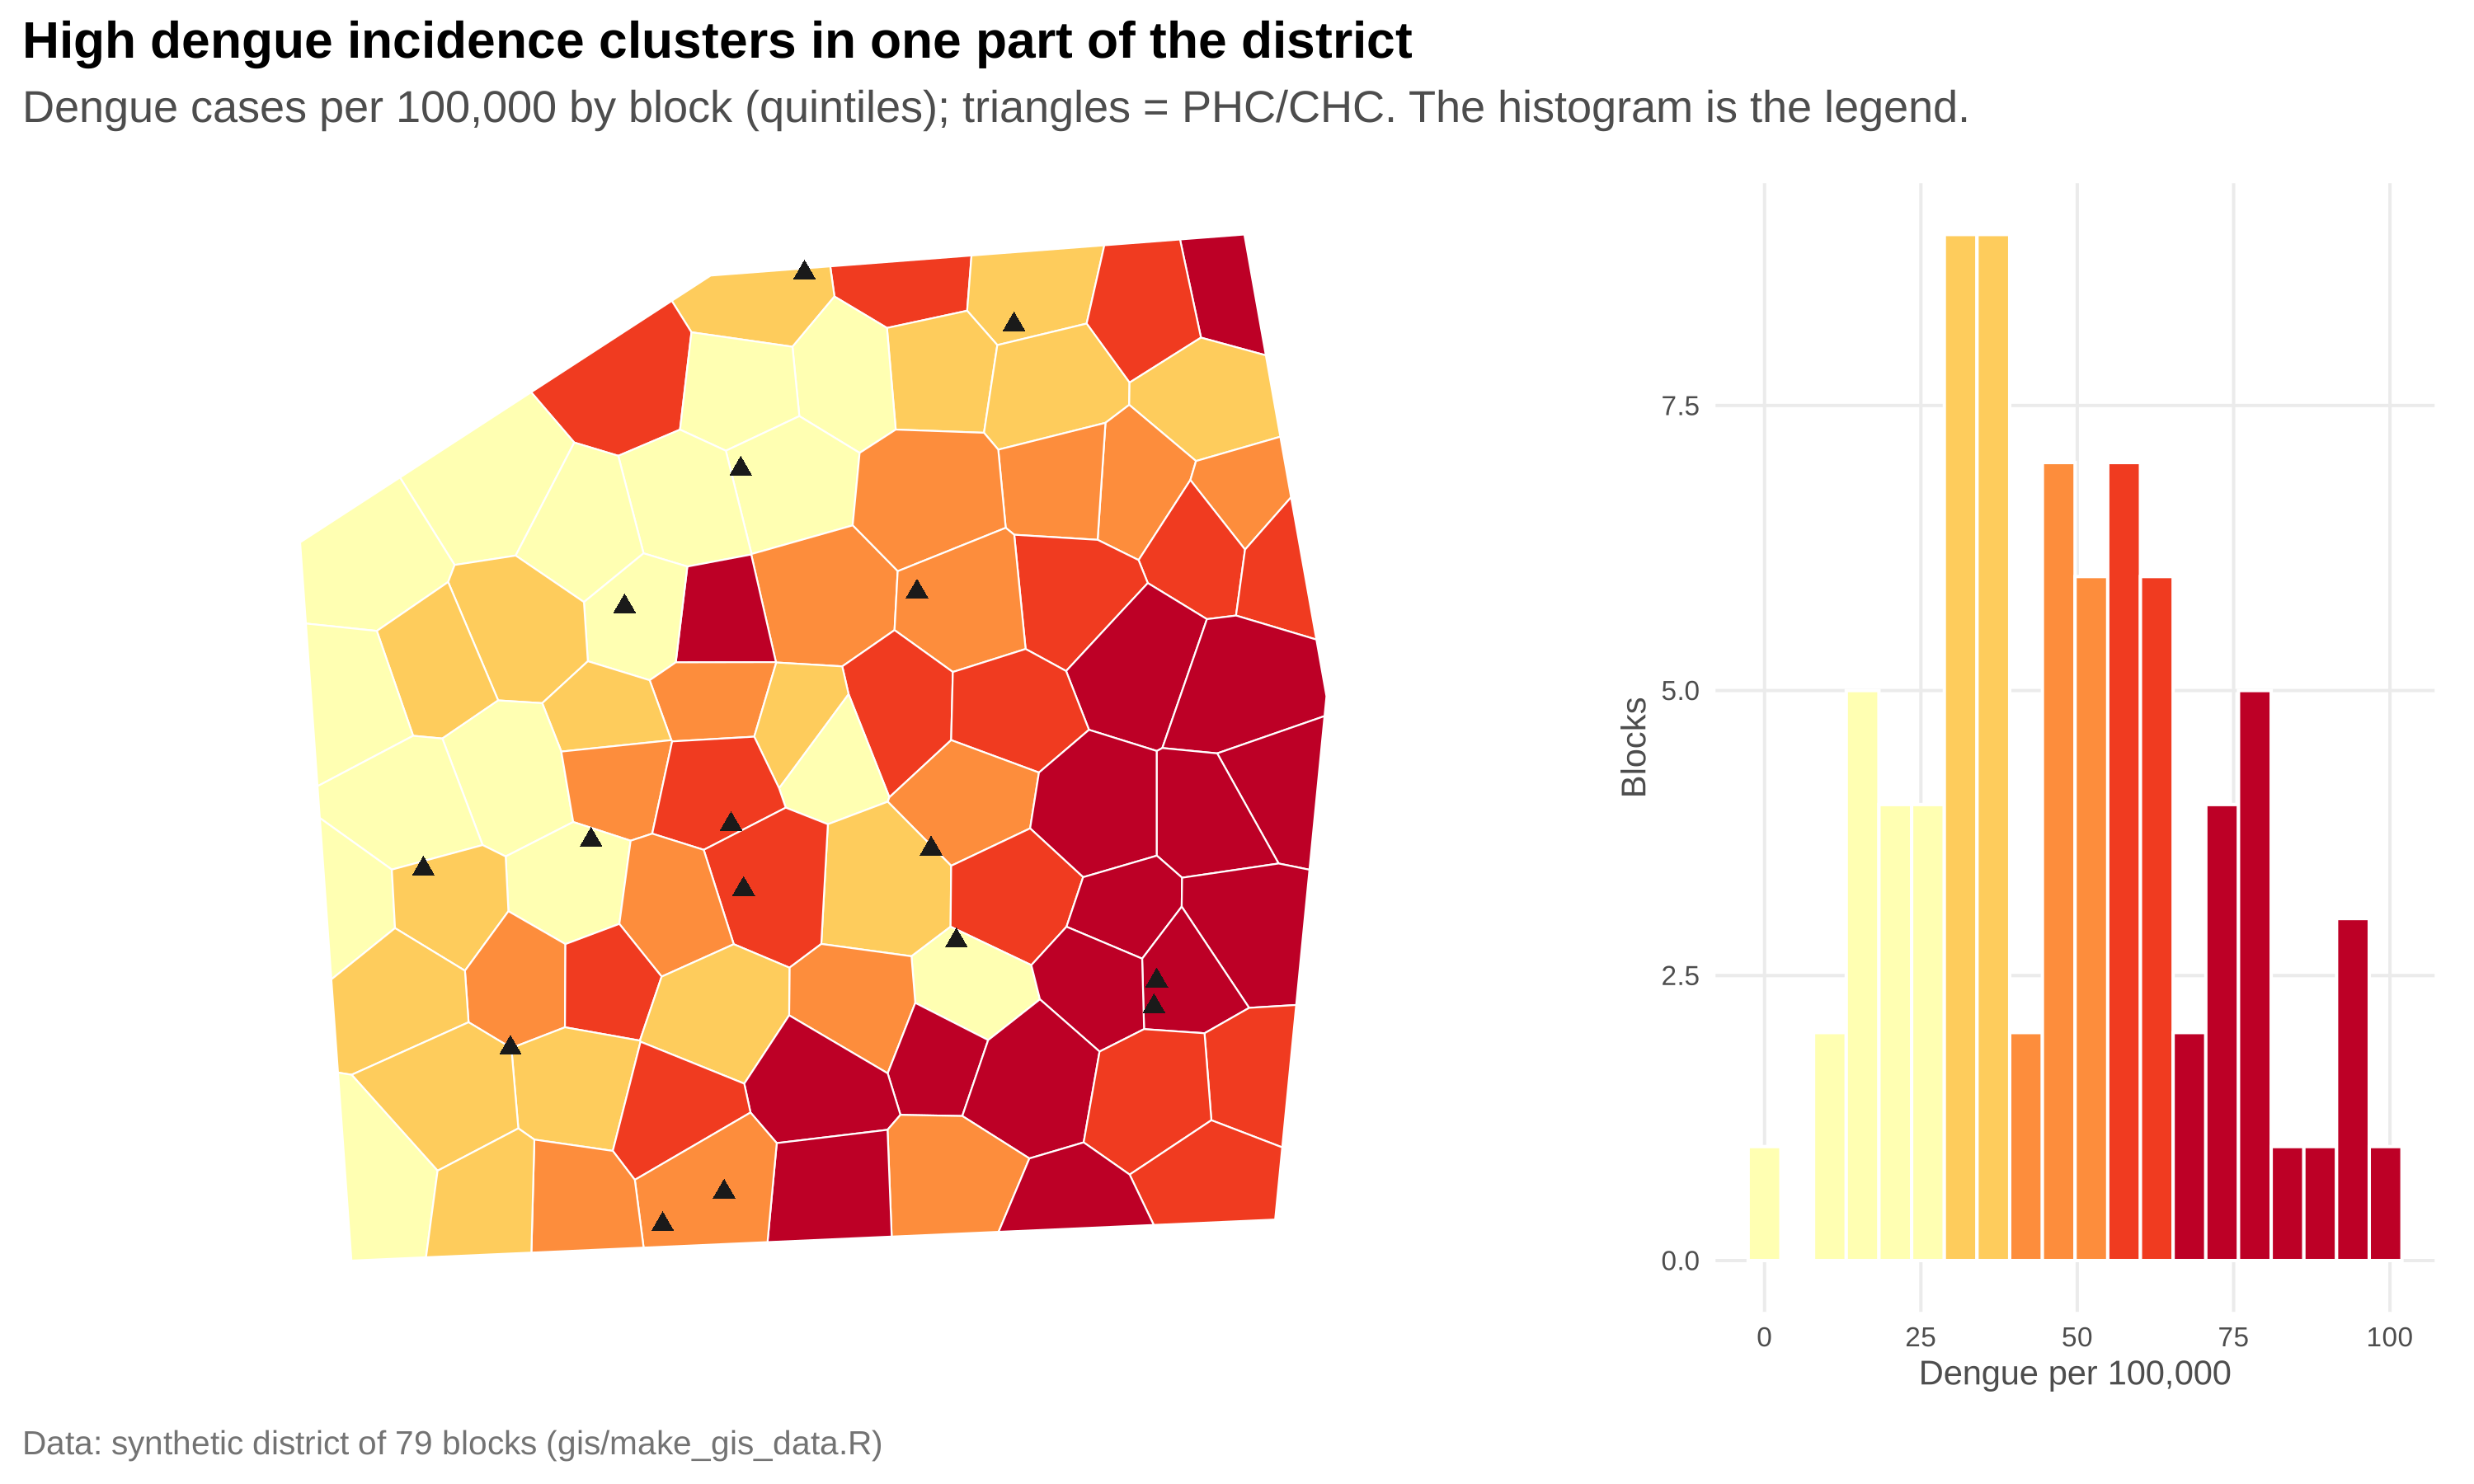 High dengue incidence clusters in one part of the district
Dengue cases per 100,000 by block (quintiles); triangles = PHC/CHC. The histogram is the legend.
7.5
5.0
2.5
0.0
Blocks
0 25 50 75 100
Dengue per 100,000
Data: synthetic district of 79 blocks (gis/make_gis_data.R)